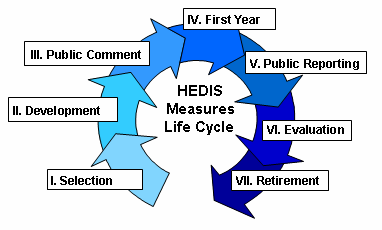 IV. First Year
III. Public Comment
V. Public Reporting
HEDIS
Measures
Life Cycle
II. Development
VI. Evaluation
I. Selection
VII. Retirement